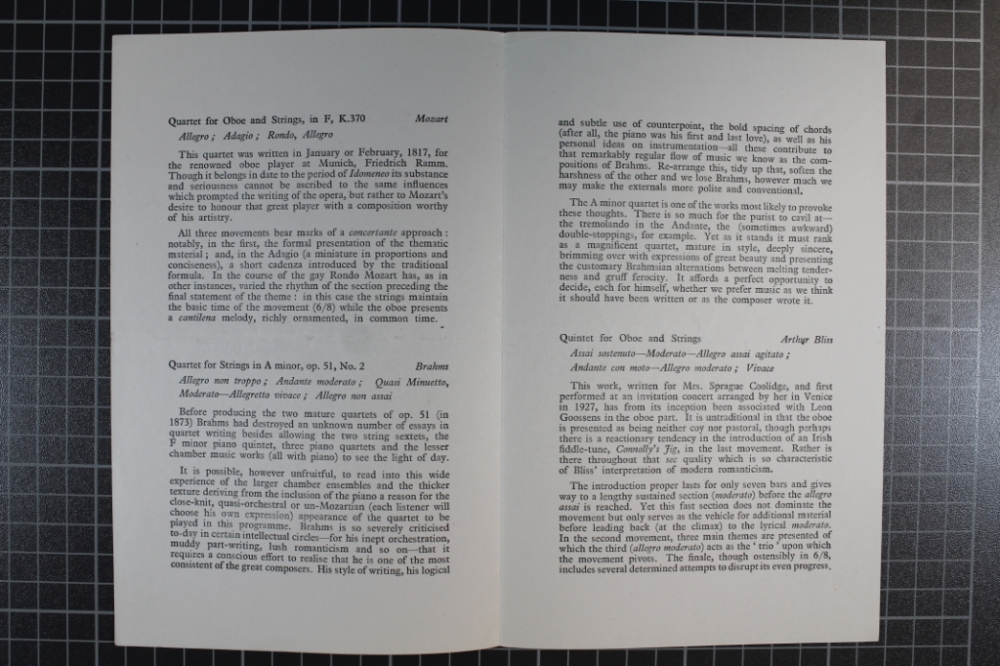 Quartet for Oboe and Strings, in F, K.370 Mozart
Allegro ; Adagio ; Rondo, Allegro
This quartet was written in January or February, 1817, for
the renowned oboe player at Munich, Friedrich Ramm.
Though it belongs in date to the period of Idomeneo its substance
and seriousness cannot be ascribed to the same influences
which prompted the writing of the opera, but rather to Mozart's
desire to honour that great player with a composition worthy
of his artistry.
All three movements bear marks of a concertante approach :
notably, in the first, the formal presentation of the thematic
material ; and, in the Adagio (a miniature in proportions and
conciseness), a short cadenza introduced by the traditional
formula. In the course of the gay Rondo Mozart has, as in
other instances, varied the rhythm of the section preceding the
final statement of the theme : in this case the strings maintain
the basic time of the movement (6/8) while the oboe presents
a cantilena melody, richly ornamented, in common time.
Quartet for Strings in A minor, op. 51, No. 2 Brahms
Allegro non troppo ; Andante moderato ; Quasi Minuetto,
Moderato—Allegretto vivace ; Allegro non assai
Before producing the two mature quartets of op. 51 (in
1873) Brahms had destroyed an unknown number of essays in
quartet writing besides allowing the two string sextets, the
F minor piano quintet, three piano quartets and the lesser
chamber music works (all with piano) to see the light of day.
It is possible, however unfruitful, to read into this wide
experience of the larger chamber ensembles and the thicker
texture deriving from the inclusion of the piano a reason for the
close-knit, quasi-orchestral or un-Mozartian (each listener will
choose his own expression) appearance of the quartet to be
played in this programme. Brahms is so severely criticised
to-day in certain intellectual circles—for his inept orchestration,
muddy part-writing, lush romanticism and so on—that it
requires a conscious effort to realise that he is one of the most
consistent of the great composers. His style of writing, his logical
and subtle use of counterpoint, the bold spacing of chords
(after all, the piano was his first and last love), as well as his
personal ideas on instrumentation—all these contribute to
that remarkably regular flow of music we know as the com-
positions of Brahms. Re-arrange this, tidy up that, soften the
harshness of the other and we lose Brahms, however much we
may make the externals more polite and conventional.
The A minor quartet is one of the works most likely to provoke
these thoughts. There is so much for the purist to cavil at—
the tremolando in the Andante, the (sometimes awkward)
double-stoppings, for example. Yet as it stands it must rank
as a magnificent quartet, mature in style, deeply sincere,
brimming over with expressions of great beauty and presenting
the customary Brahmsian alternations between melting tender-
ness and gruff ferocity. It affords a perfect opportunity to
decide, each for himself, whether we prefer music as we think
it should have been written or as the composer wrote it.
Quintet for Oboe and Strings Arthur Bliss
Assai sostenuto—Moderato—Allegro assai agitato ;
Andante con moto—Allegro moderato ; Vivace
This work, written for Mrs. Sprague Coolidge, and first
performed at an invitation concert arranged by her in Venice
in 1927, has from its inception been associated with Leon
Goossens in the oboe part. It is untraditional in that the oboe
is presented as being neither coy nor pastoral, though perhaps
there is a reactionary tendency in the introduction of an Irish
fiddle-tune, Connolly's Jig, in the last movement. Rather is
there throughout that sec quality which is so characteristic
of Bliss' interpretation of modern romanticism.
The introduction proper lasts for only seven bars and gives
way to a lengthy sustained section (moderato) before the allegro
assai is reached. Yet this fast section does not dominate the
movement but only serves as the vehicle for additional material
before leading back (at the climax) to the lyrical moderato.
In the second movement, three main themes are presented of
which the third (allegro moderato) acts as the ' trio ' upon which
the movement pivots. The finale, though ostensibly in 6/8,
includes several determined attempts to disrupt its even progress.